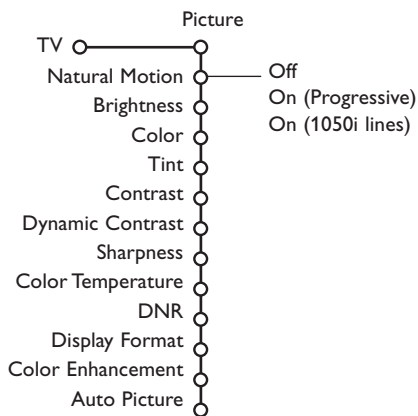 Picture
TV
Natural Motion
Off
Brightness
On (Progressive)
Color
On (1050i lines)
Tint
Contrast
Dynamic Contrast
Sharpness
Color Temperature
DNR
Display Format
Color Enhancement
Auto Picture